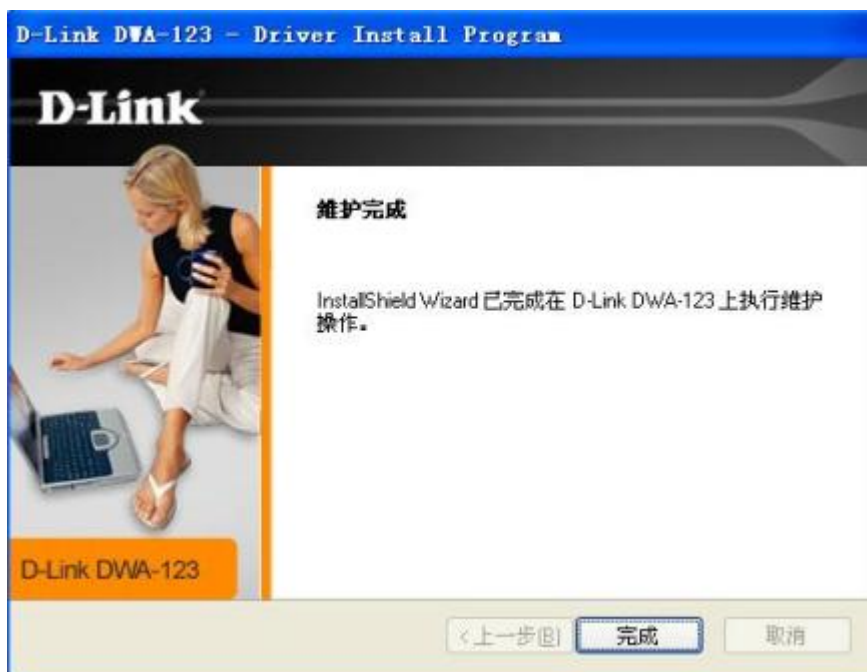 D-Link DWA-123 - Driver Install Program
D-Link
维护完成
InstallShield Wizard 已完成在 D-Link DWA-123 上执行维护
操作。
D-Link DWA-123
<上一步(B)
完成
取消